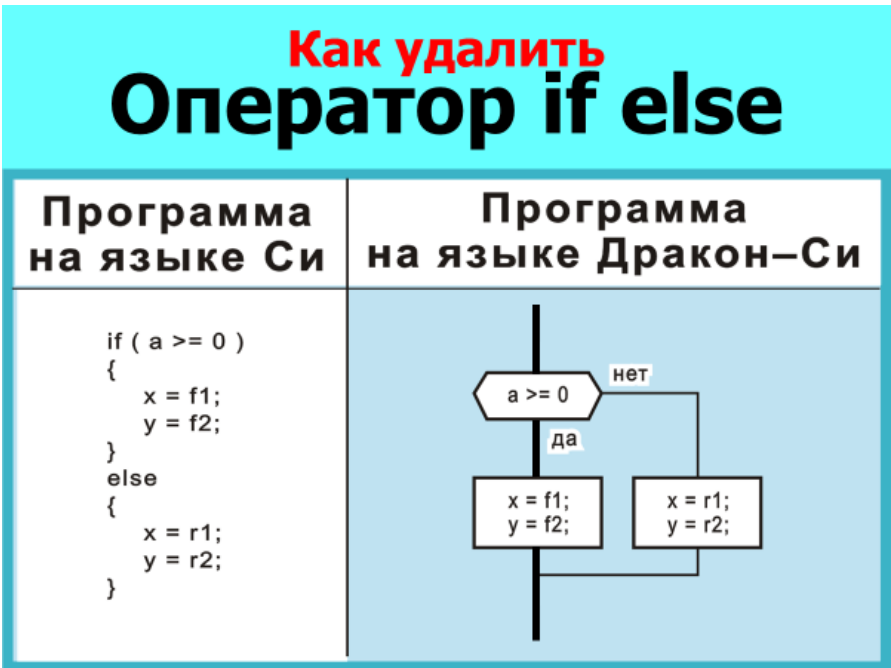 Как удалить
Оператор if else
Программа
на языке Си
Программа
на языке Дракон–Си
if ( a >= 0 )
{
x = f1;
y = f2;
}
else
{
x = r1;
y = r2;
}
a >= 0
нет
да
x = f1;
y = f2;
x = r1;
y = r2;